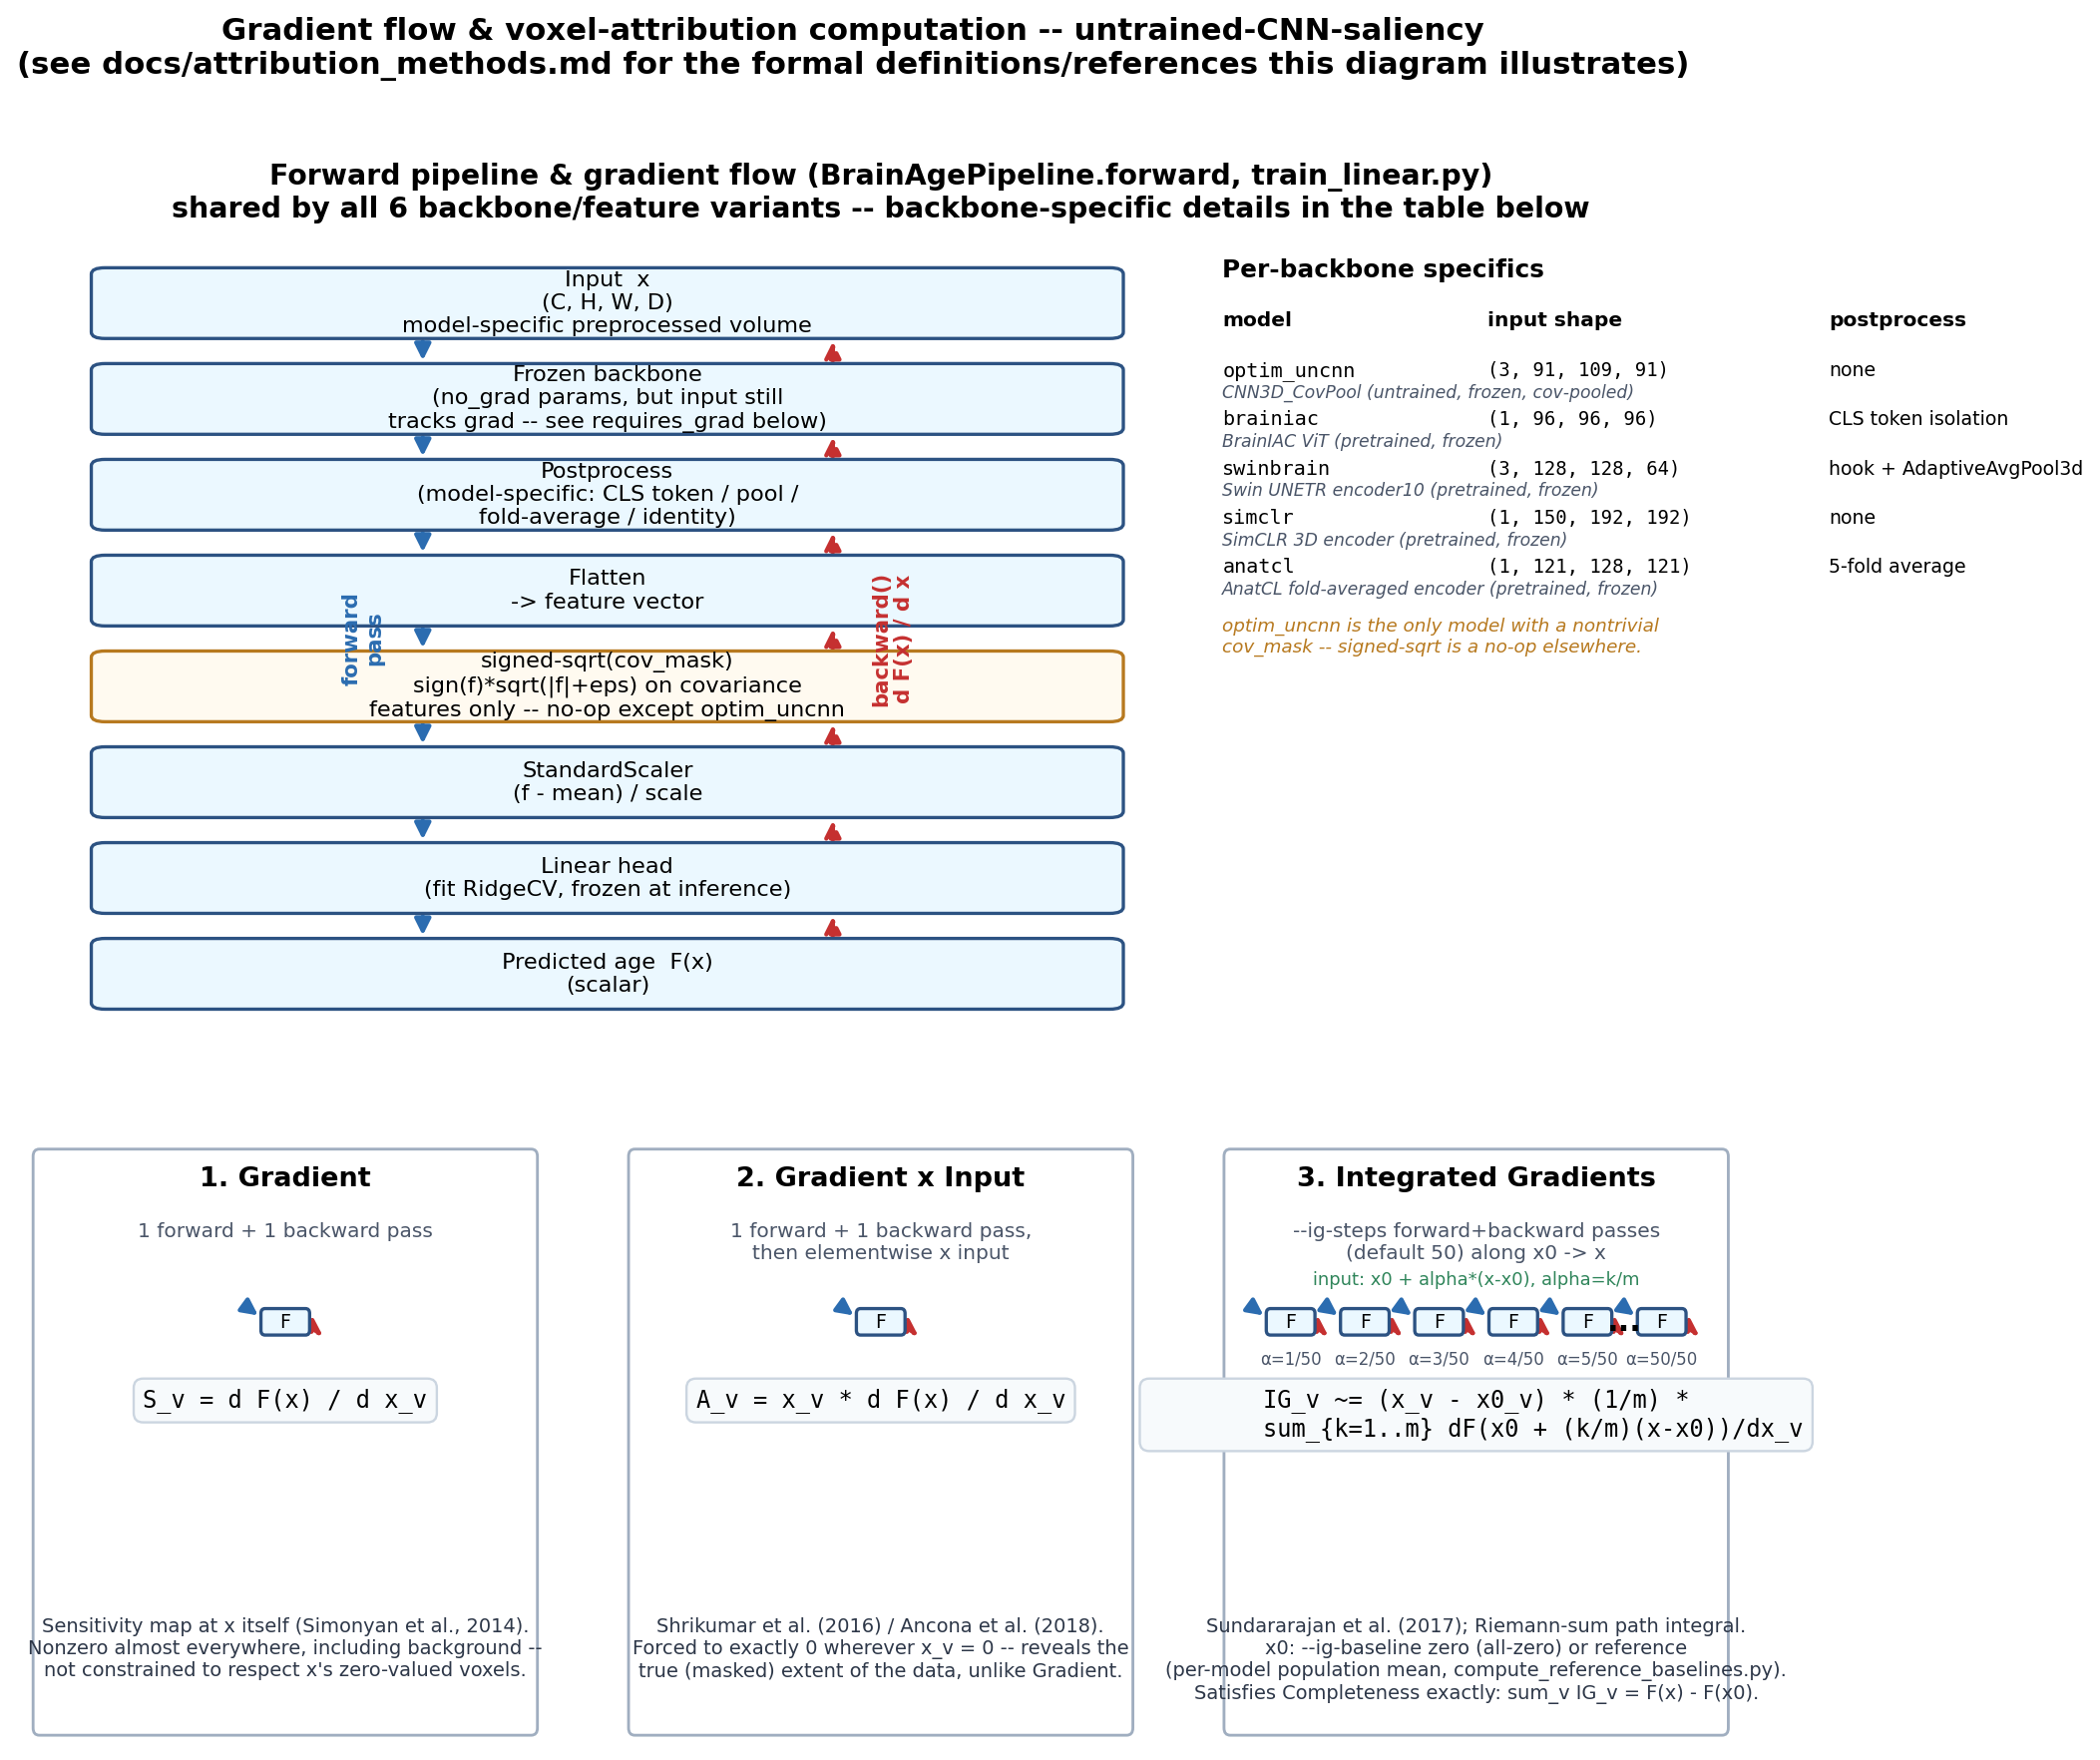 Gradient flow & voxel-attribution computation -- untrained-CNN-saliency
(see docs/attribution_methods.md for the formal definitions/references this diagram illustrates)
Forward pipeline & gradient flow (BrainAgePipeline.forward, train_linear.py)
shared by all 6 backbone/feature variants -- backbone-specific details in the table below
Input  x
(C, H, W, D)
model-specific preprocessed volume
Frozen backbone
(no_grad params, but input still
tracks grad -- see requires_grad below)
Postprocess
(model-specific: CLS token / pool /
fold-average / identity)
Flatten
-> feature vector
forward
pass
backward()
d F(x) / d x
signed-sqrt(cov_mask)
sign(f)*sqrt(|f|+eps) on covariance
features only -- no-op except optim_uncnn
StandardScaler
(f - mean) / scale
Linear head
(fit RidgeCV, frozen at inference)
Predicted age  F(x)
(scalar)
Per-backbone specifics
model input shape postprocess
optim_uncnn (3, 91, 109, 91) none
CNN3D_CovPool (untrained, frozen, cov-pooled)
brainiac (1, 96, 96, 96) CLS token isolation
BrainIAC ViT (pretrained, frozen)
swinbrain (3, 128, 128, 64) hook + AdaptiveAvgPool3d
Swin UNETR encoder10 (pretrained, frozen)
simclr (1, 150, 192, 192) none
SimCLR 3D encoder (pretrained, frozen)
anatcl (1, 121, 128, 121) 5-fold average
AnatCL fold-averaged encoder (pretrained, frozen)
optim_uncnn is the only model with a nontrivial
cov_mask -- signed-sqrt is a no-op elsewhere.
1. Gradient
1 forward + 1 backward pass
F
S_v = d F(x) / d x_v
Sensitivity map at x itself (Simonyan et al., 2014).
Nonzero almost everywhere, including background --
not constrained to respect x's zero-valued voxels.
2. Gradient x Input
1 forward + 1 backward pass,
then elementwise x input
F
A_v = x_v * d F(x) / d x_v
Shrikumar et al. (2016) / Ancona et al. (2018).
Forced to exactly 0 wherever x_v = 0 -- reveals the
true (masked) extent of the data, unlike Gradient.
3. Integrated Gradients
--ig-steps forward+backward passes
(default 50) along x0 -> x
input: x0 + alpha*(x-x0), alpha=k/m
F F F F F ... F
α=1/50 α=2/50 α=3/50 α=4/50 α=5/50 α=50/50
IG_v ~= (x_v - x0_v) * (1/m) *
sum_{k=1..m} dF(x0 + (k/m)(x-x0))/dx_v
Sundararajan et al. (2017); Riemann-sum path integral.
x0: --ig-baseline zero (all-zero) or reference
(per-model population mean, compute_reference_baselines.py).
Satisfies Completeness exactly: sum_v IG_v = F(x) - F(x0).